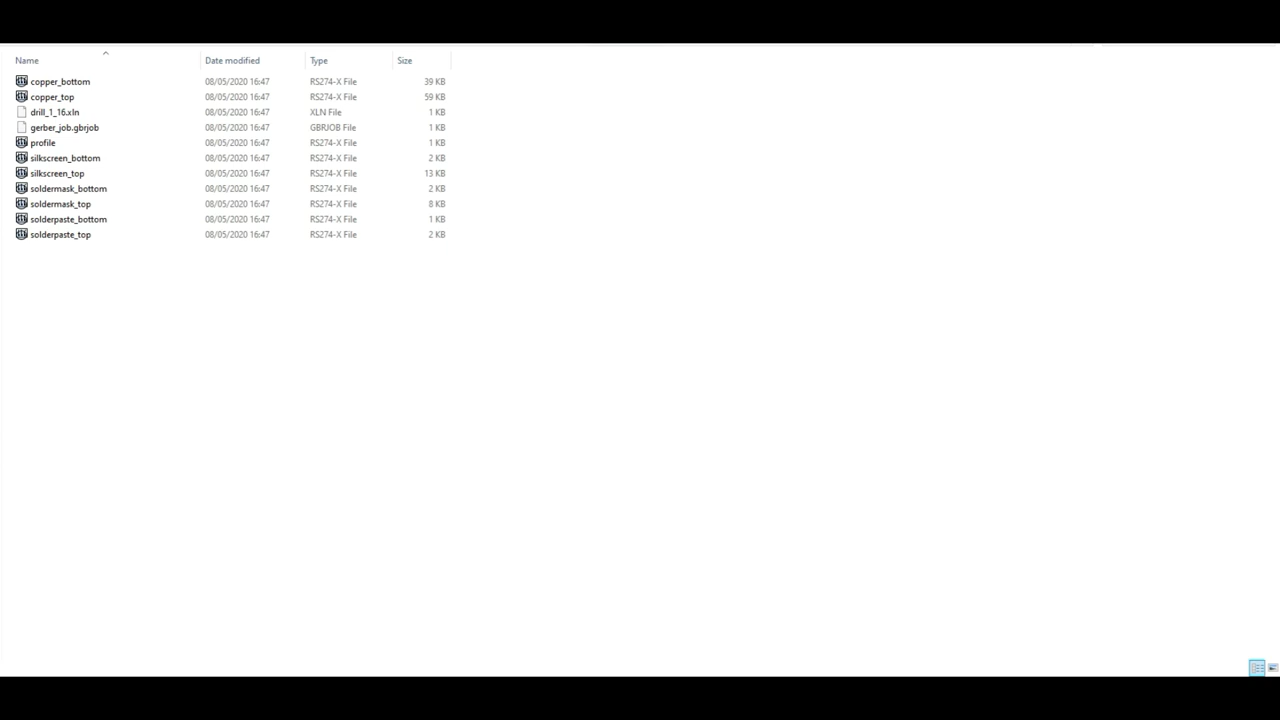 Name Date modified Type Size
copper_bottom 08/05/2020 16:47 RS274-X File 39 KB
copper_top 08/05/2020 16:47 RS274-X File 59 KB
drill_1_16.xln 08/05/2020 16:47 XLN File 1 KB
gerber_job.gbrjob 08/05/2020 16:47 GBRJOB File 1 KB
profile 08/05/2020 16:47 RS274-X File 1 KB
silkscreen_bottom 08/05/2020 16:47 RS274-X File 2 KB
silkscreen_top 08/05/2020 16:47 RS274-X File 13 KB
soldermask_bottom 08/05/2020 16:47 RS274-X File 2 KB
soldermask_top 08/05/2020 16:47 RS274-X File 8 KB
solderpaste_bottom 08/05/2020 16:47 RS274-X File 1 KB
solderpaste_top 08/05/2020 16:47 RS274-X File 2 KB